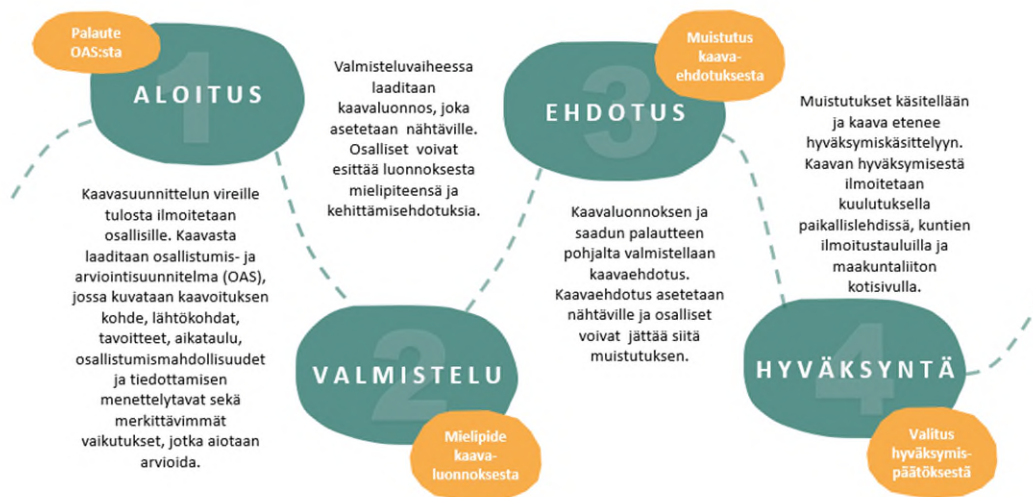 Palaute
OAS:sta
1
ALOITUS
Kaavasuunnittelun vireille
tulosta ilmoitetaan
osallisille. Kaavasta
laaditaan osallistumis- ja
arviointisuunnitelma (OAS),
jossa kuvataan kaavoituksen
kohde, lähtökohdat,
tavoitteet, aikataulu,
osallistumismahdollisuudet
ja tiedottamisen
menettelytavat sekä
merkittävimmät
vaikutukset, jotka aiotaan
arvioida.
Valmisteluvaiheessa
laaditaan
kaavaluonnos, joka
asetetaan nähtäville.
Osalliset voivat
esittää luonnoksesta
mielipiteensä ja
kehittämisehdotuksia.
2
VALMISTELU
Mielipide
kaava-
luonnoksesta
Muistutus
kaava-
ehdotuksesta
3
EHDOTUS
Kaavaluonnoksen ja
saadun palautteen
pohjalta valmistellaan
kaavaehdotus.
Kaavaehdotus asetetaan
nähtäville ja osalliset
voivat jättää siitä
muistutuksen.
Muistutukset käsitellään
ja kaava etenee
hyväksymiskäsittelyyn.
Kaavan hyväksymisestä
ilmoitetaan
kuulutuksella
paikallislehdissä, kuntien
ilmoitustauluilla ja
maakuntaliiton
kotisivulla.
4
HYVÄKSYNTÄ
Valitus
hyväksymis-
päätöksestä